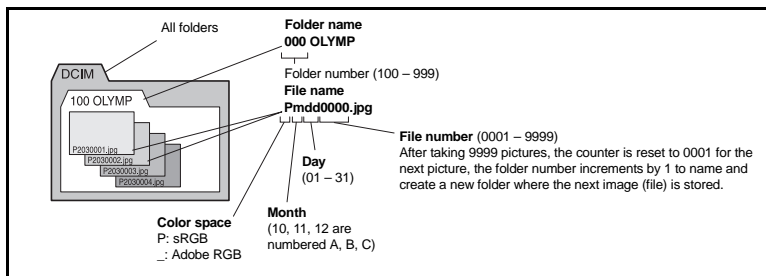 All folders
Folder name
000 OLYMP
Folder number (100 – 999)
File name
Pmdd0000.jpg
DCIM
100 OLYMP
P2030001.jpg
P2030002.jpg
P2030003.jpg
P2030004.jpg
File number (0001 – 9999)
After taking 9999 pictures, the counter is reset to 0001 for the
next picture, the folder number increments by 1 to name and
create a new folder where the next image (file) is stored.
Day
(01 – 31)
Month
(10, 11, 12 are
numbered A, B, C)
Color space
P: sRGB
_: Adobe RGB